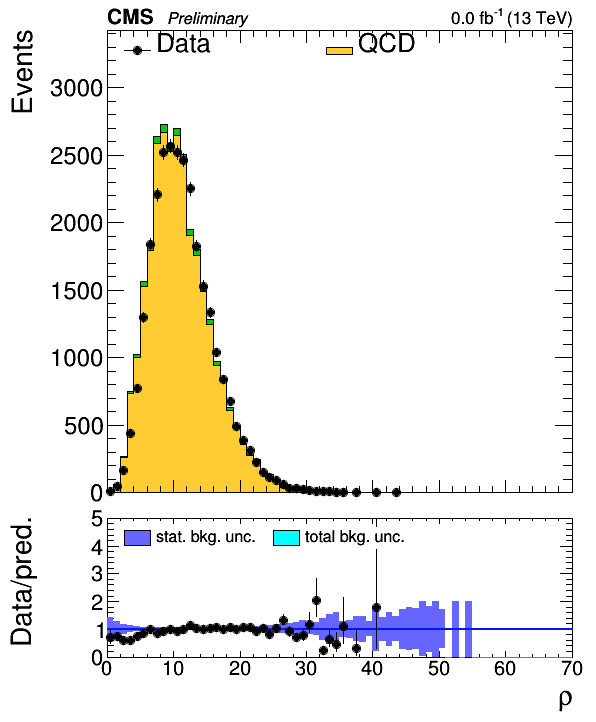 CMS Preliminary 0.0 fb⁻¹ (13 TeV)
Events
Data QCD
3000
2500
2000
1500
1000
500
0
Data/pred.
stat. bkg. unc. total bkg. unc.
5
4
3
2
1
0
0 10 20 30 40 50 60 70
ρ